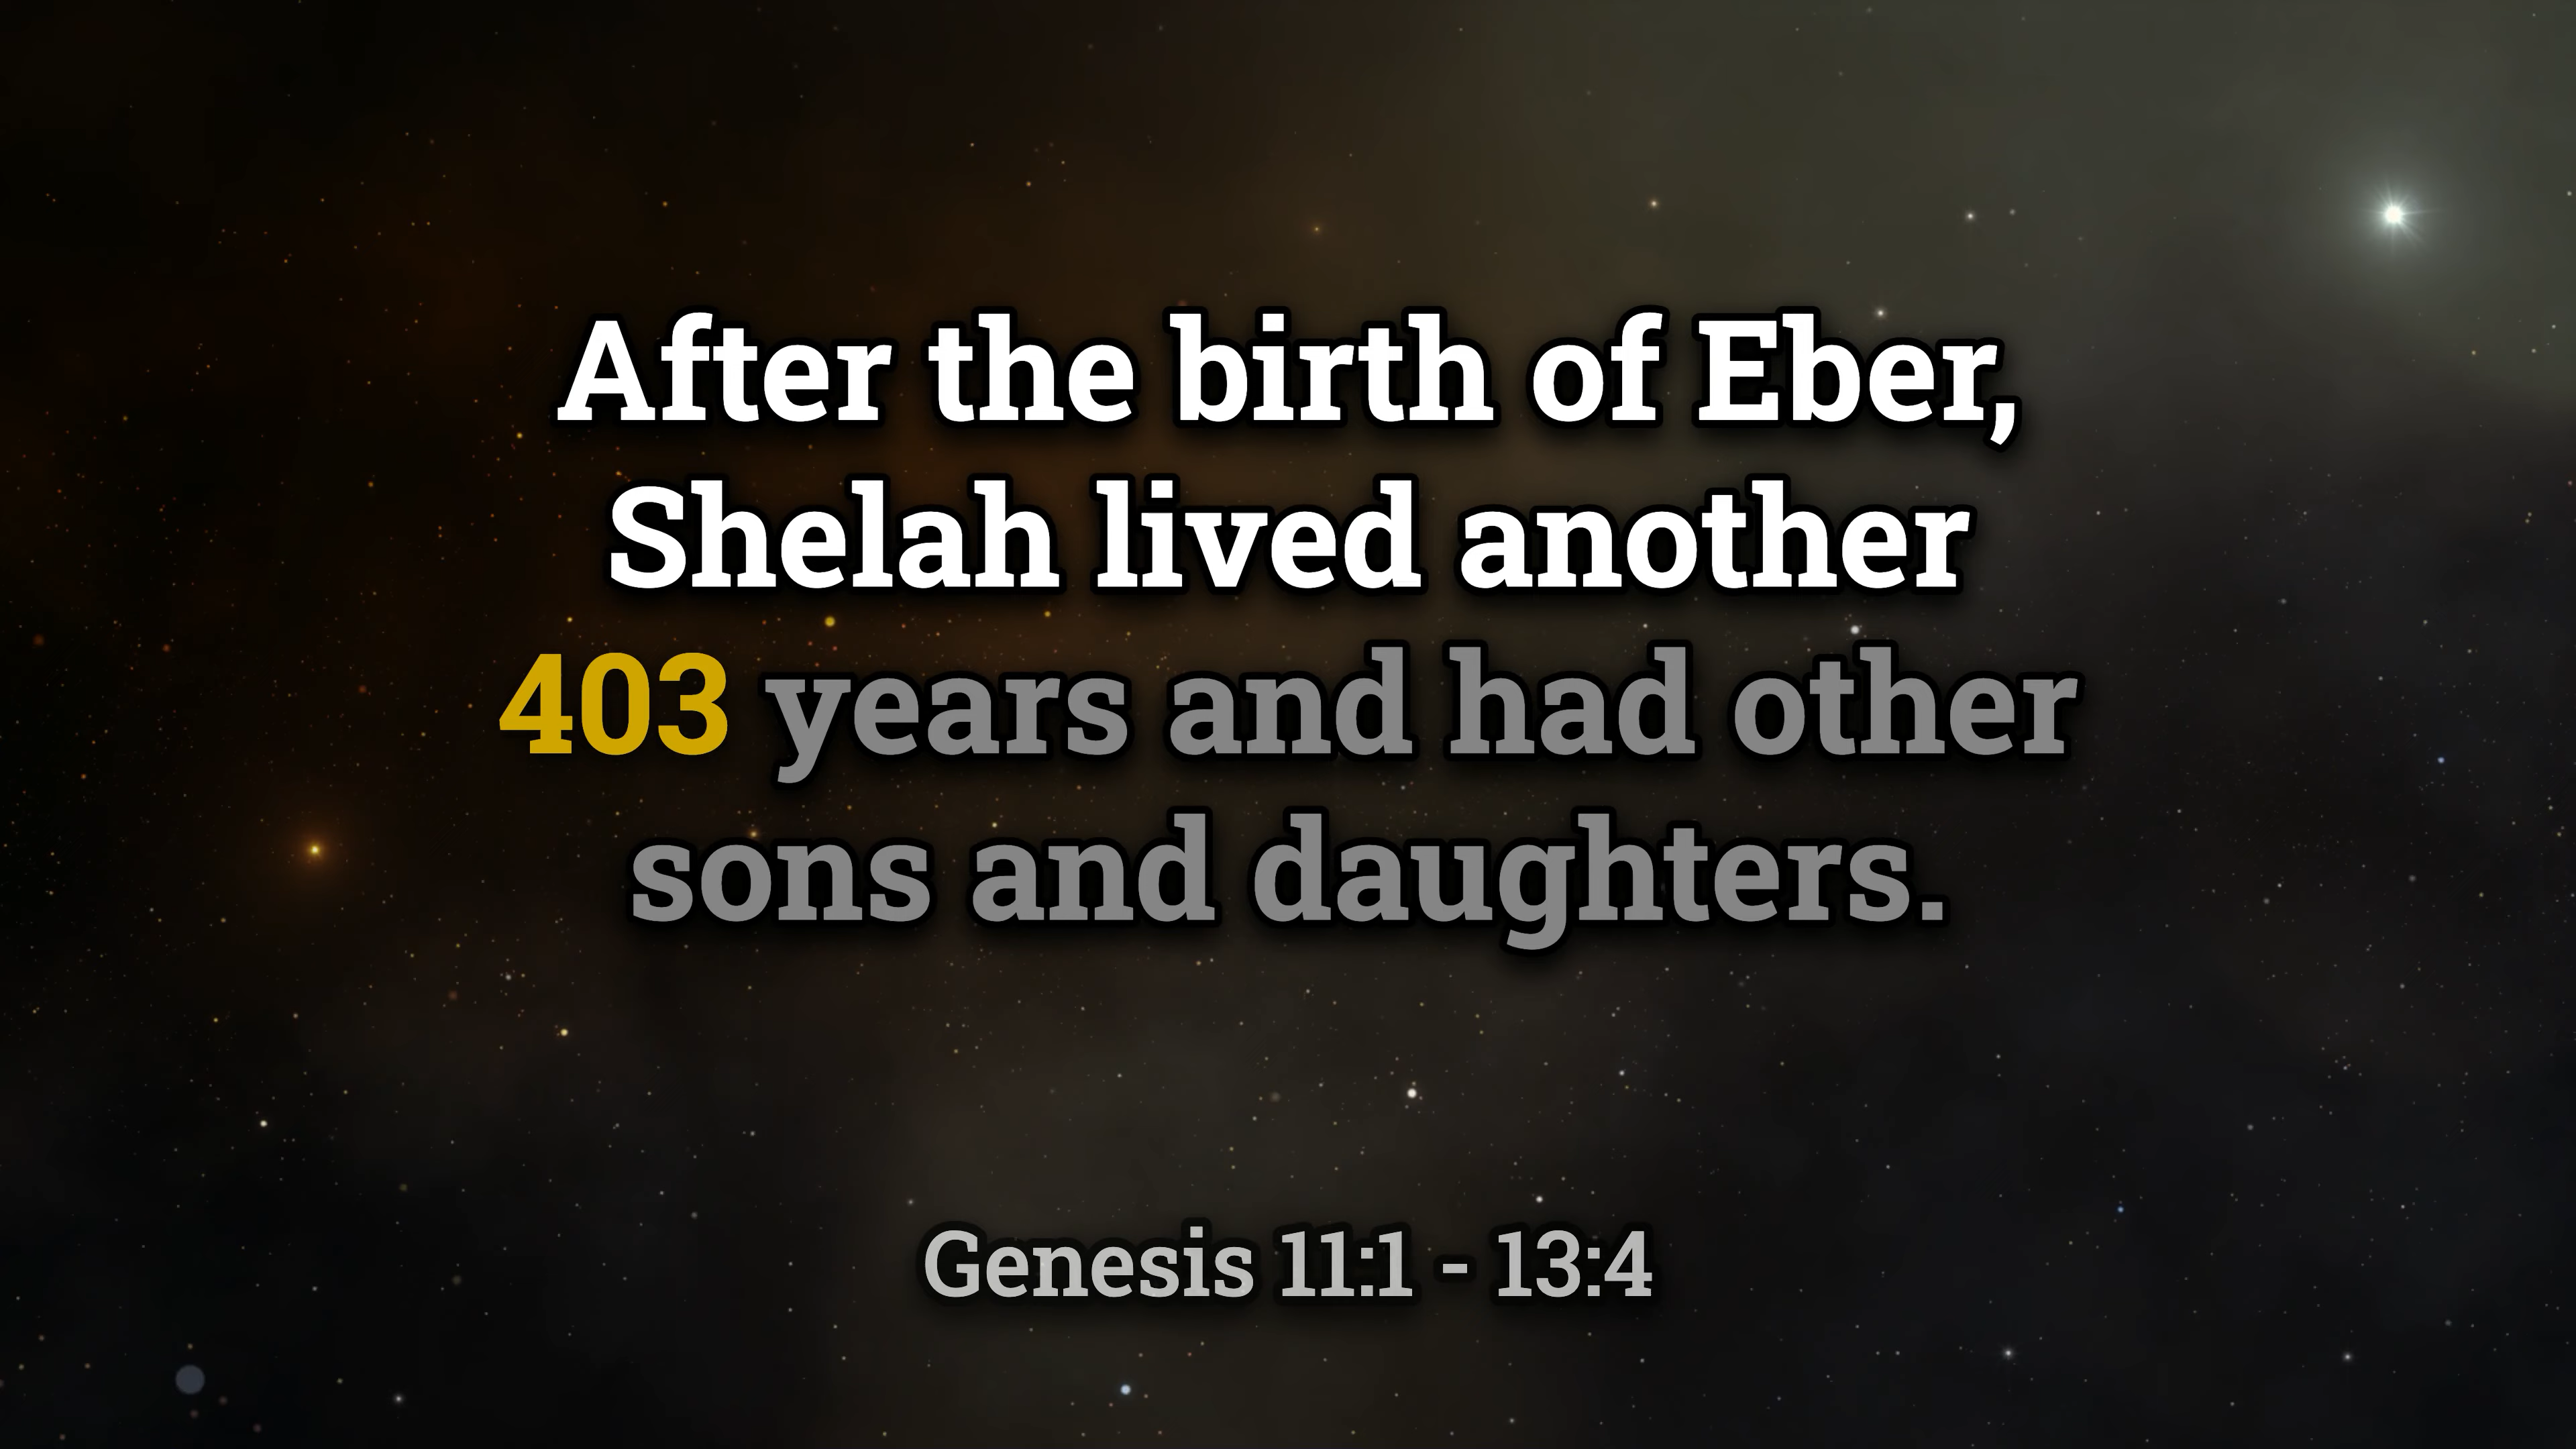 After the birth of Eber,
Shelah lived another
403 years and had other
sons and daughters.
Genesis 11:1 - 13:4